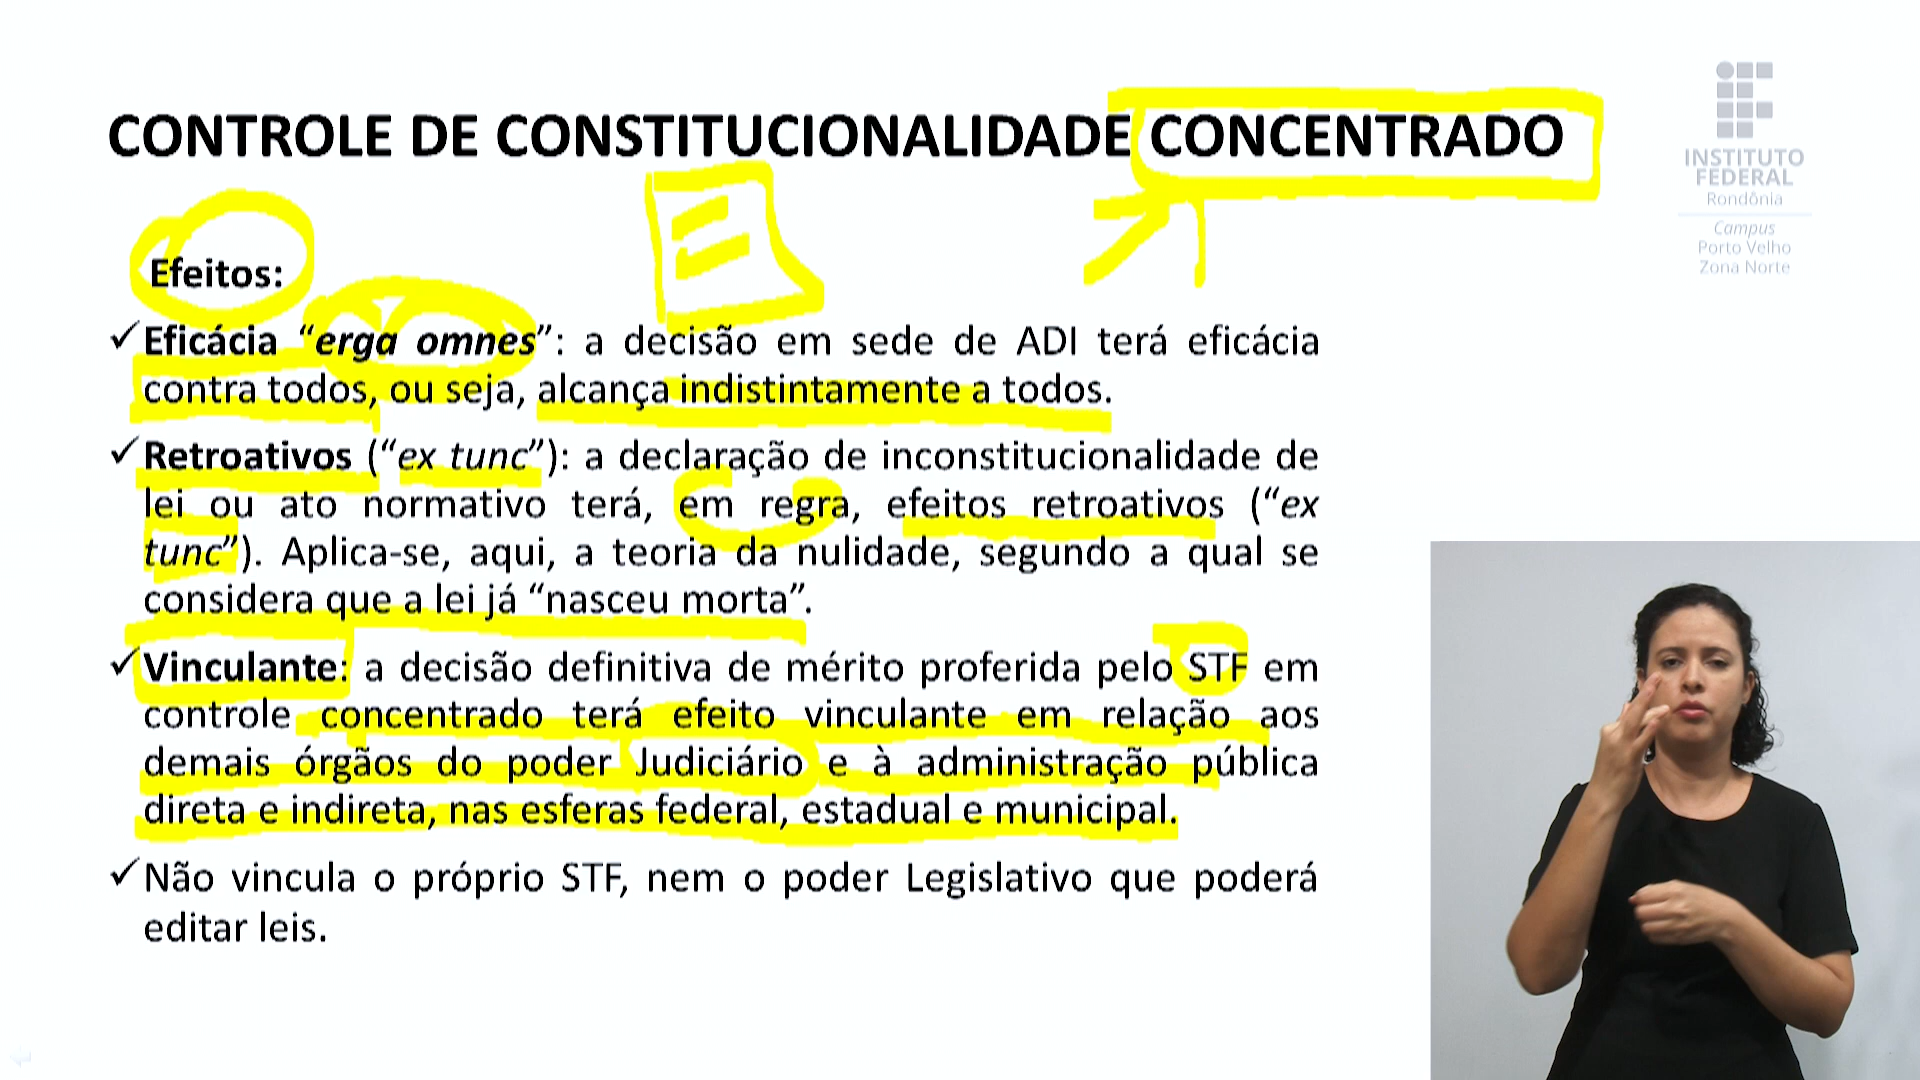 CONTROLE DE CONSTITUCIONALIDADE CONCENTRADO
INSTITUTO
FEDERAL
Rondônia
Campus
Porto Velho
Zona Norte
Efeitos:
✓Eficácia “erga omnes”: a decisão em sede de ADI terá eficácia
contra todos, ou seja, alcança indistintamente a todos.
✓Retroativos (“ex tunc”): a declaração de inconstitucionalidade de
lei ou ato normativo terá, em regra, efeitos retroativos (“ex
tunc”). Aplica-se, aqui, a teoria da nulidade, segundo a qual se
considera que a lei já “nasceu morta”.
✓Vinculante: a decisão definitiva de mérito proferida pelo STF em
controle concentrado terá efeito vinculante em relação aos
demais órgãos do poder Judiciário e à administração pública
direta e indireta, nas esferas federal, estadual e municipal.
✓Não vincula o próprio STF, nem o poder Legislativo que poderá
editar leis.